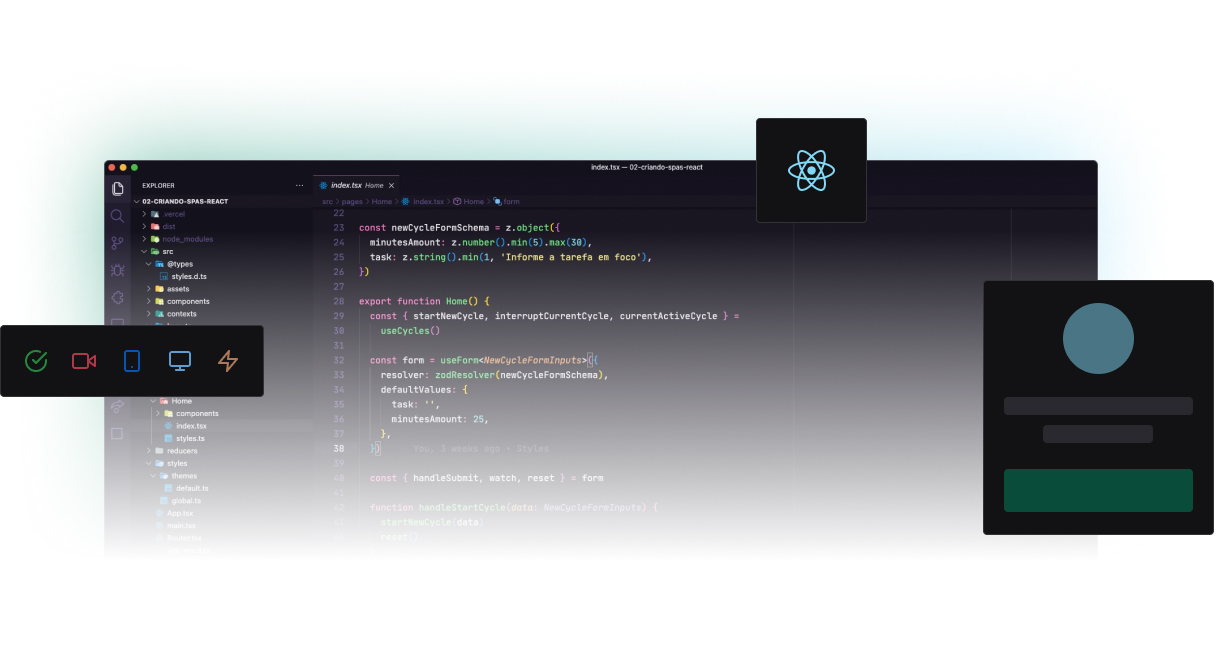 index.tsx — 02-criando-spas-react
EXPLORER
···
02-CRIANDO-SPAS-REACT
.vercel
dist
node_modules
src
@types
styles.d.ts
assets
components
contexts
Home
components
index.tsx
styles.ts
reducers
styles
themes
default.ts
global.ts
App.tsx
index.tsx Home ×
src > pages > Home > index.tsx > Home > form
22
23 const newCycleFormSchema = z.object({
24 minutesAmount: z.number().min(5).max(30),
25 task: z.string().min(1, 'Informe a tarefa em foco'),
26 })
27
28 export function Home() {
29 const { startNewCycle, interruptCurrentCycle, currentActiveCycle } =
30 useCycles()
31
32 const form = useForm<NewCycleFormInputs>({
33 resolver: zodResolver(newCycleFormSchema),
34 defaultValues: {
35 task: '',
36 minutesAmount: 25,
37 },
38 }) You, 3 weeks ago • Styles
39
40 const { handleSubmit, watch, reset } = form
41
42 function handleStartCycle(data: NewCycleFormInputs) {
startNewCycle(data)
reset()